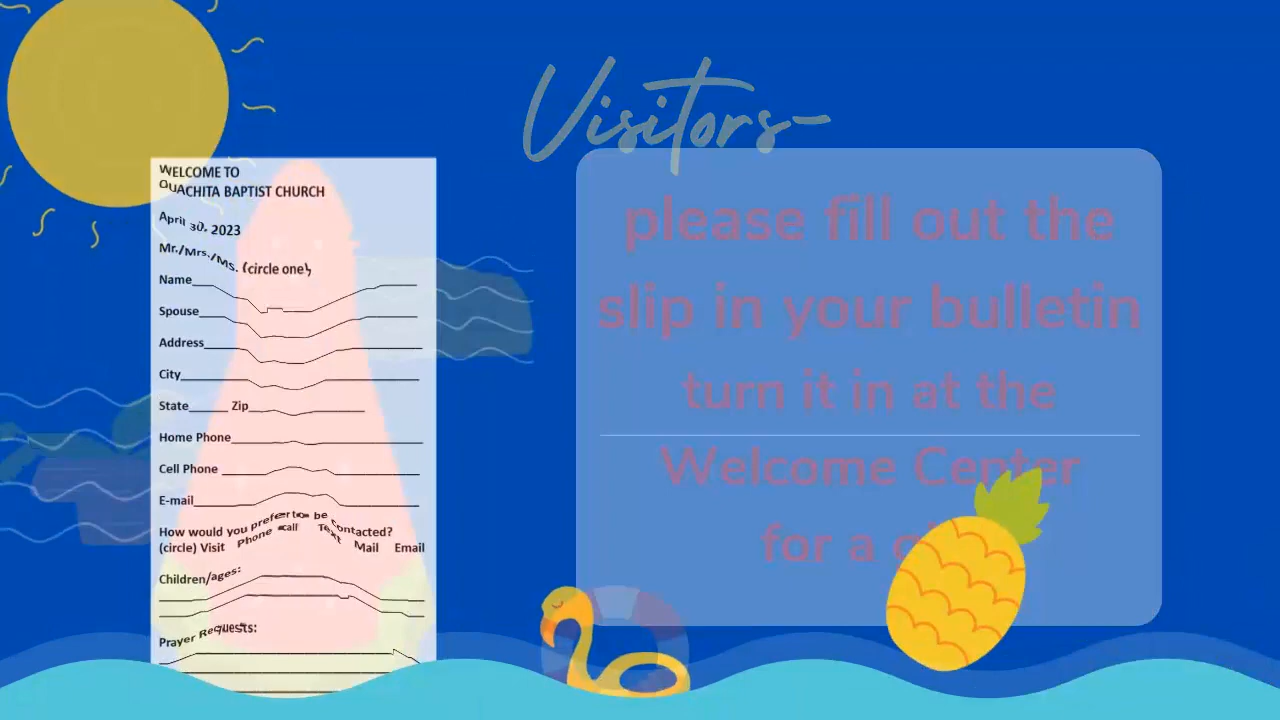 Visitors-
please fill out the
slip in your bulletin
turn it in at the
Welcome Center
for a
WELCOME TO
OUACHITA BAPTIST CHURCH
April 30, 2023
Mr./Mrs./Ms. (circle one)
Name
Spouse
Address
City
State Zip
Home Phone
Cell Phone
E-mail
How would you prefer to be contacted?
(circle) Visit Phone call Text Mail Email
Children/ages:
Prayer Requests: